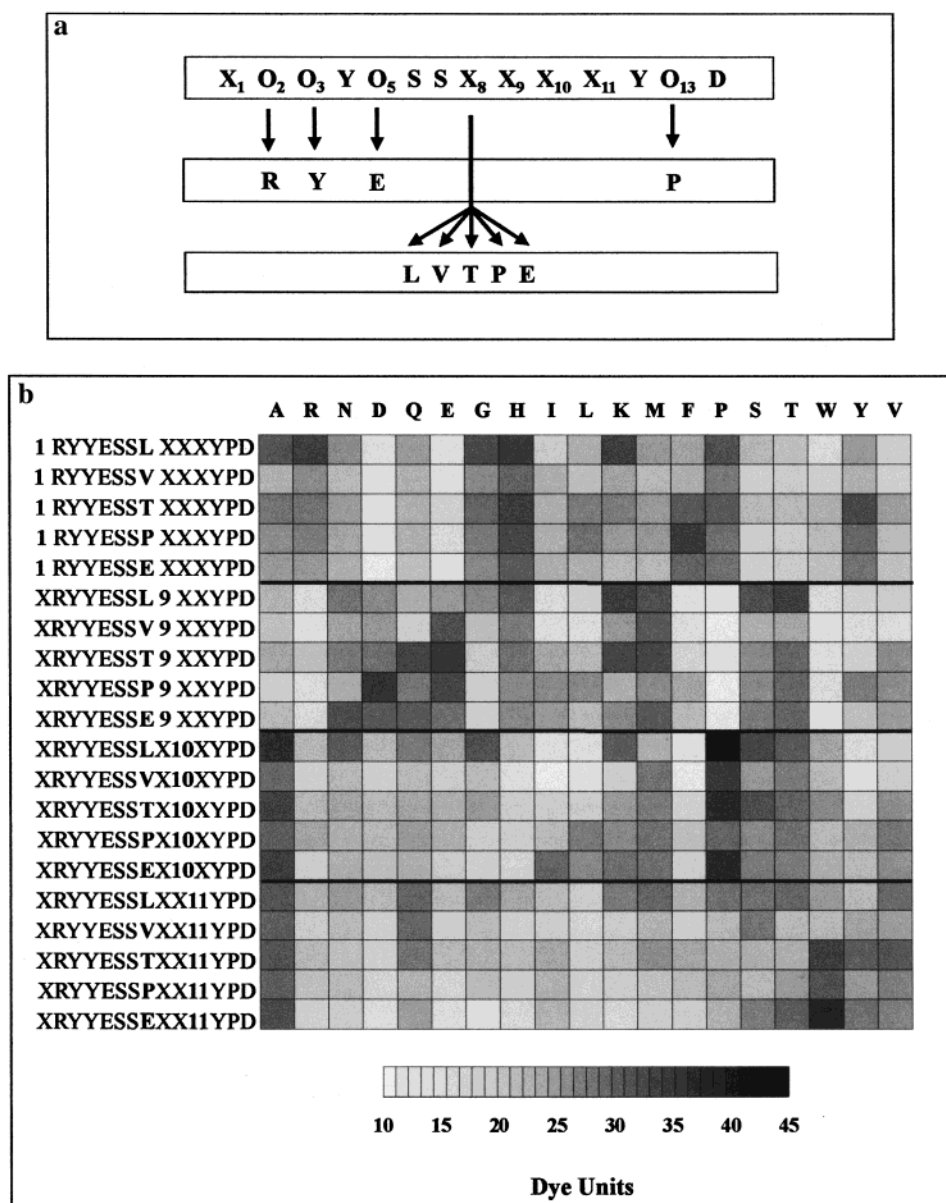 a
X₁ O₂ O₃ Y O₅ S S X₈ X₉ X₁₀ X₁₁ Y O₁₃ D
R Y E P
L V T P E
b
A R N D Q E G H I L K M F P S T W Y V
1 RYYESSL XXXYPD
1 RYYESSV XXXYPD
1 RYYESST XXXYPD
1 RYYESSP XXXYPD
1 RYYESSE XXXYPD
XRYYESSL 9 XXYPD
XRYYESSV 9 XXYPD
XRYYESST 9 XXYPD
XRYYESSP 9 XXYPD
XRYYESSE 9 XXYPD
XRYYESSLX10XYPD
XRYYESSVX10XYPD
XRYYESSTX10XYPD
XRYYESSPX10XYPD
XRYYESSEX10XYPD
XRYYESSLXX11YPD
XRYYESSVXX11YPD
XRYYESSTXX11YPD
XRYYESSPXX11YPD
XRYYESSEXX11YPD
10 15 20 25 30 35 40 45
Dye Units